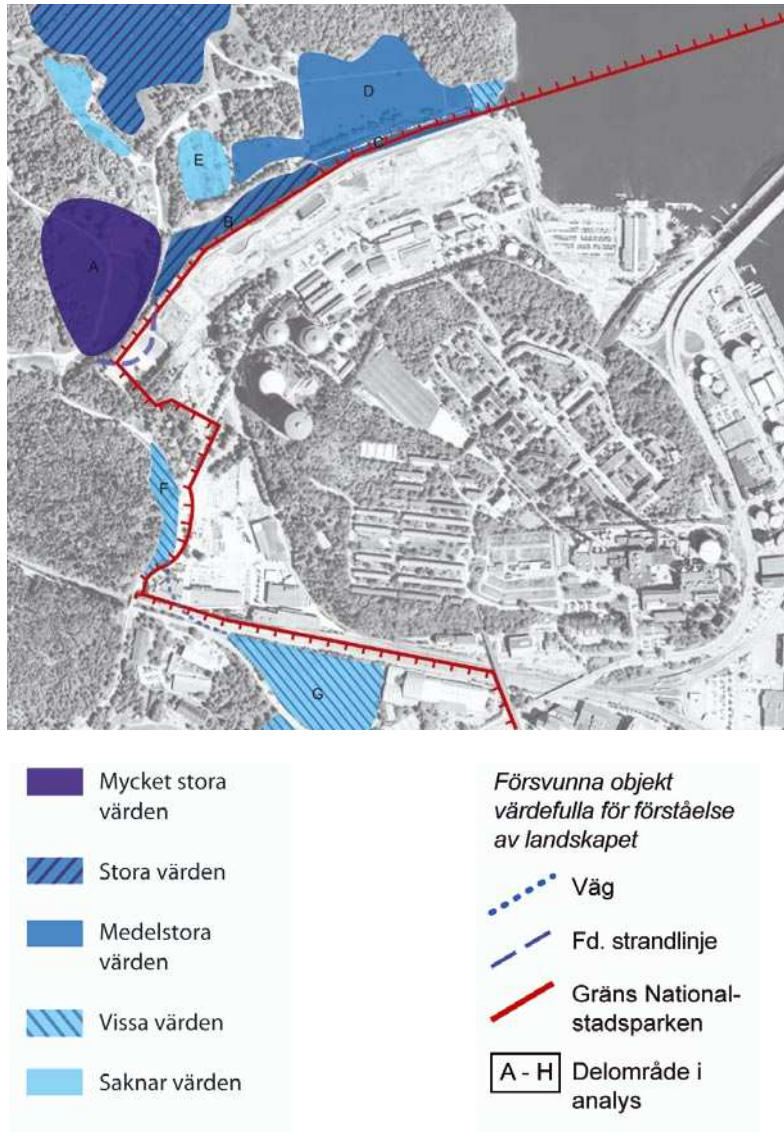 D
C
E
B
A
F
G
Mycket stora
värden
Stora värden
Medelstora
värden
Vissa värden
Saknar värden
Försvunna objekt
värdefulla för förståelse
av landskapet
Väg
Fd. strandlinje
Gräns National-
stadsparken
A - H
Delområde i
analys